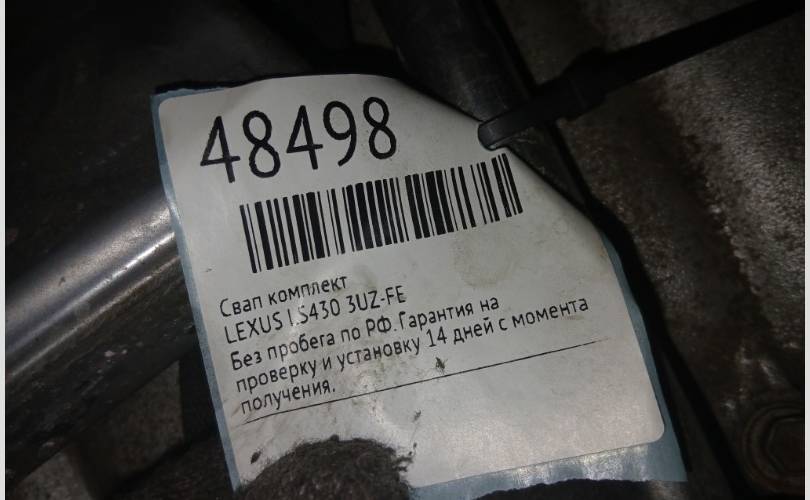 48498
Свап комплект
LEXUS LS430 3UZ-FE
Без пробега по РФ. Гарантия на
проверку и установку 14 дней с момента
получения.